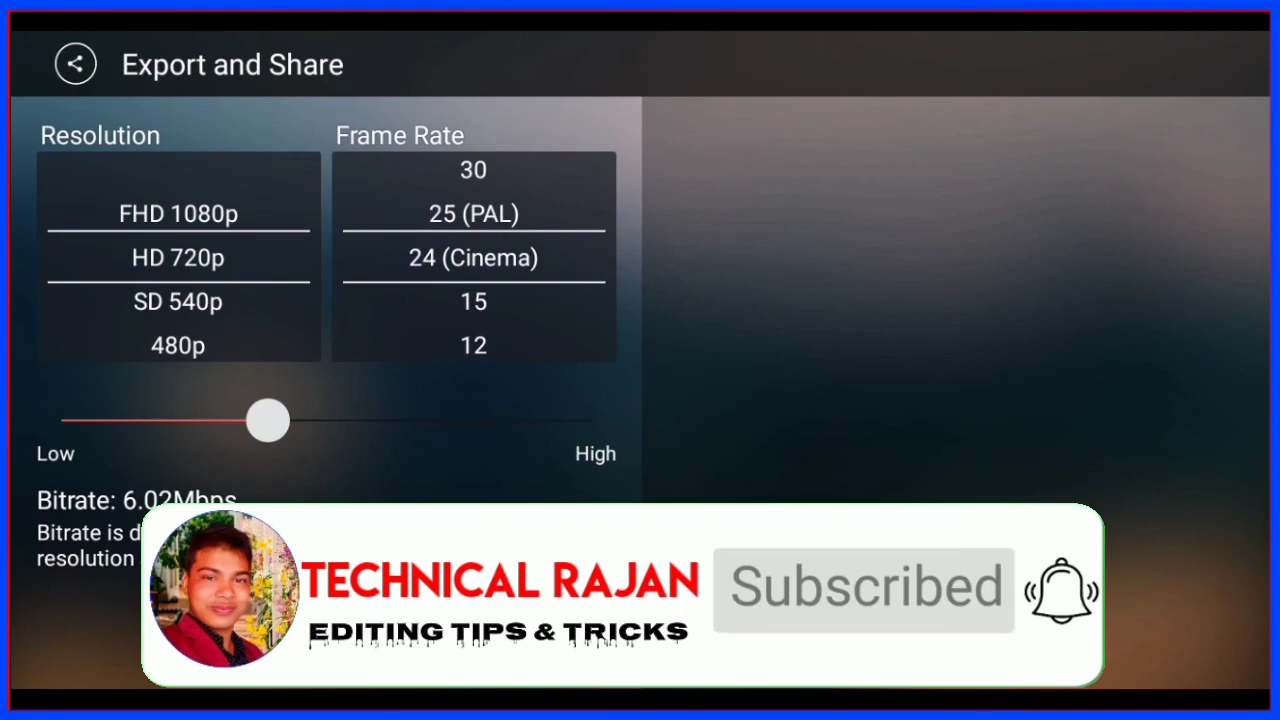 Export and Share
Resolution
Frame Rate
FHD 1080p
HD 720p
SD 540p
480p
30
25 (PAL)
24 (Cinema)
15
12
Low
High
Bitrate: 6.02Mbps
Bitrate is
resolution
TECHNICAL RAJAN
EDITING TIPS & TRICKS
Subscribed